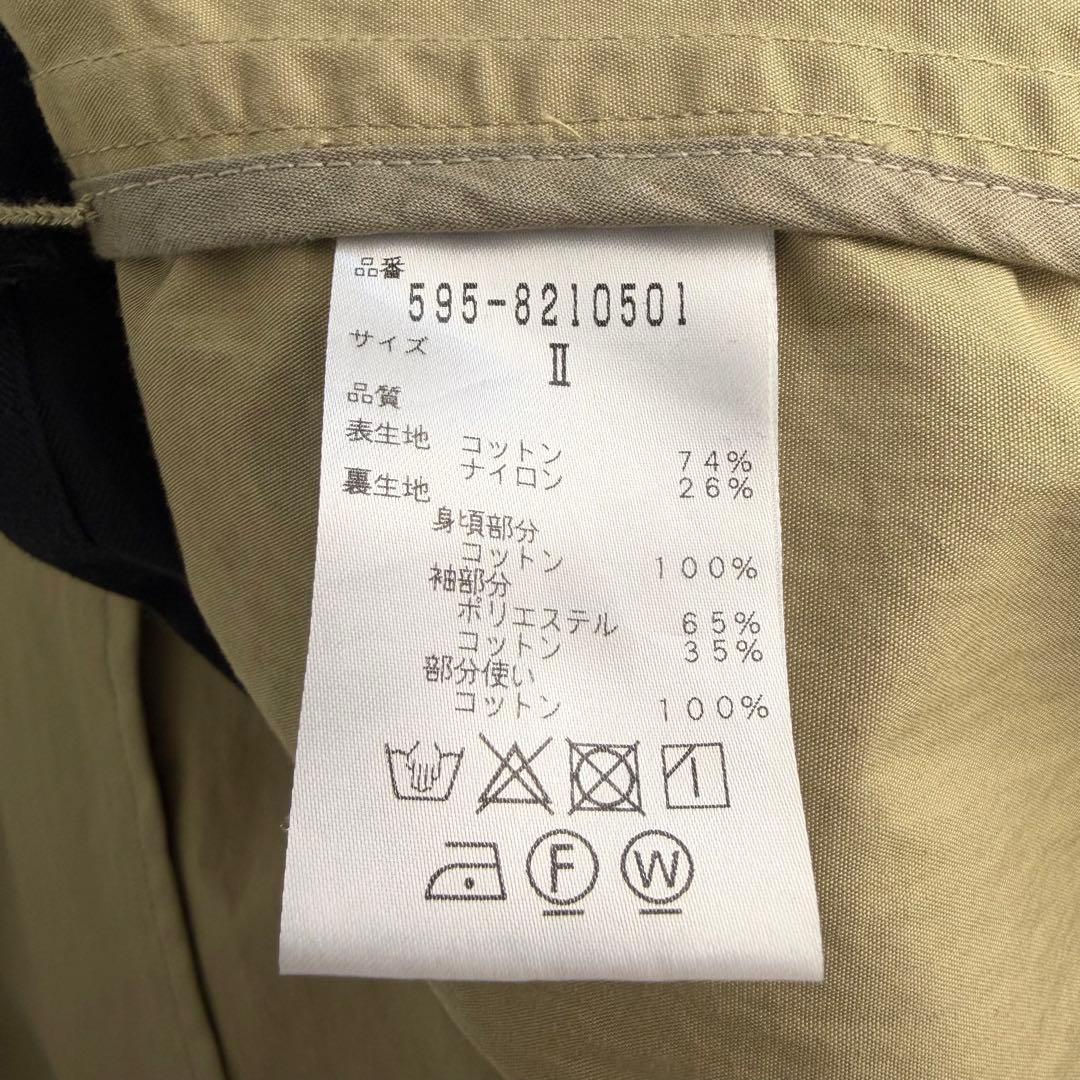 品番
595-8210501
サイズ
Ⅱ
品質
表生地 コットン 74%
ナイロン 26%
裏生地
身頃部分
コットン 100%
袖部分
ポリエステル 65%
コットン 35%
部分使い
コットン 100%
F W